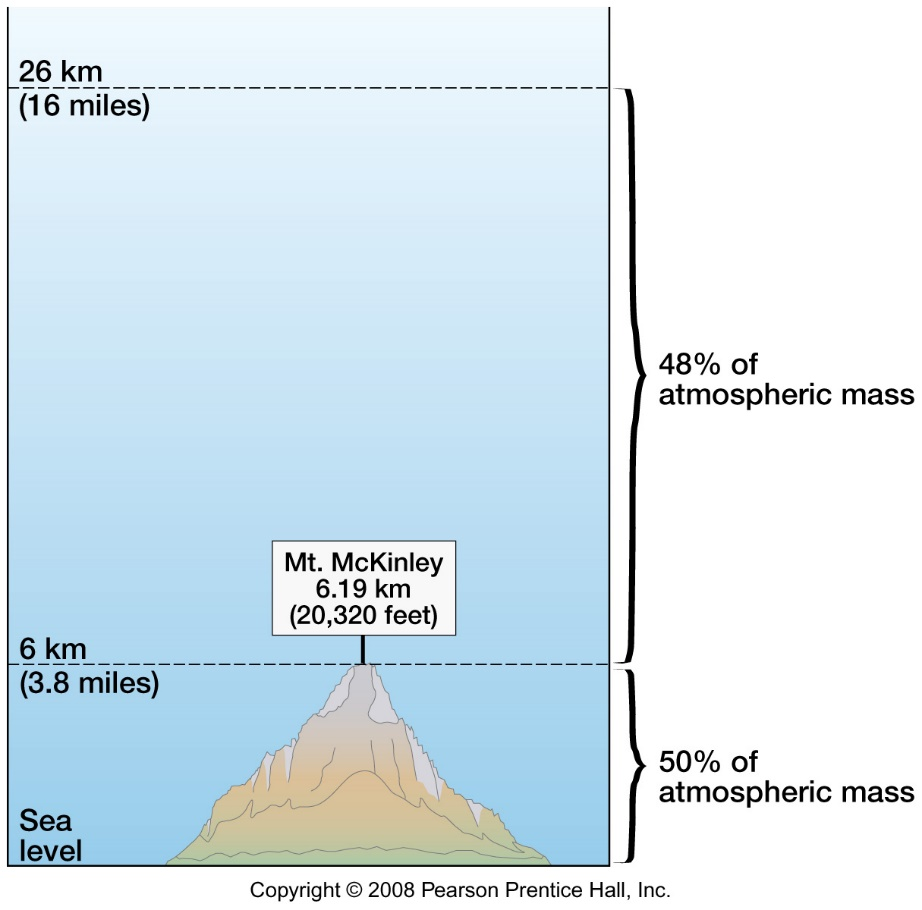 26 km
(16 miles)
48% of
atmospheric mass
Mt. McKinley
6.19 km
(20,320 feet)
6 km
(3.8 miles)
50% of
atmospheric mass
Sea
level
Copyright © 2008 Pearson Prentice Hall, Inc.